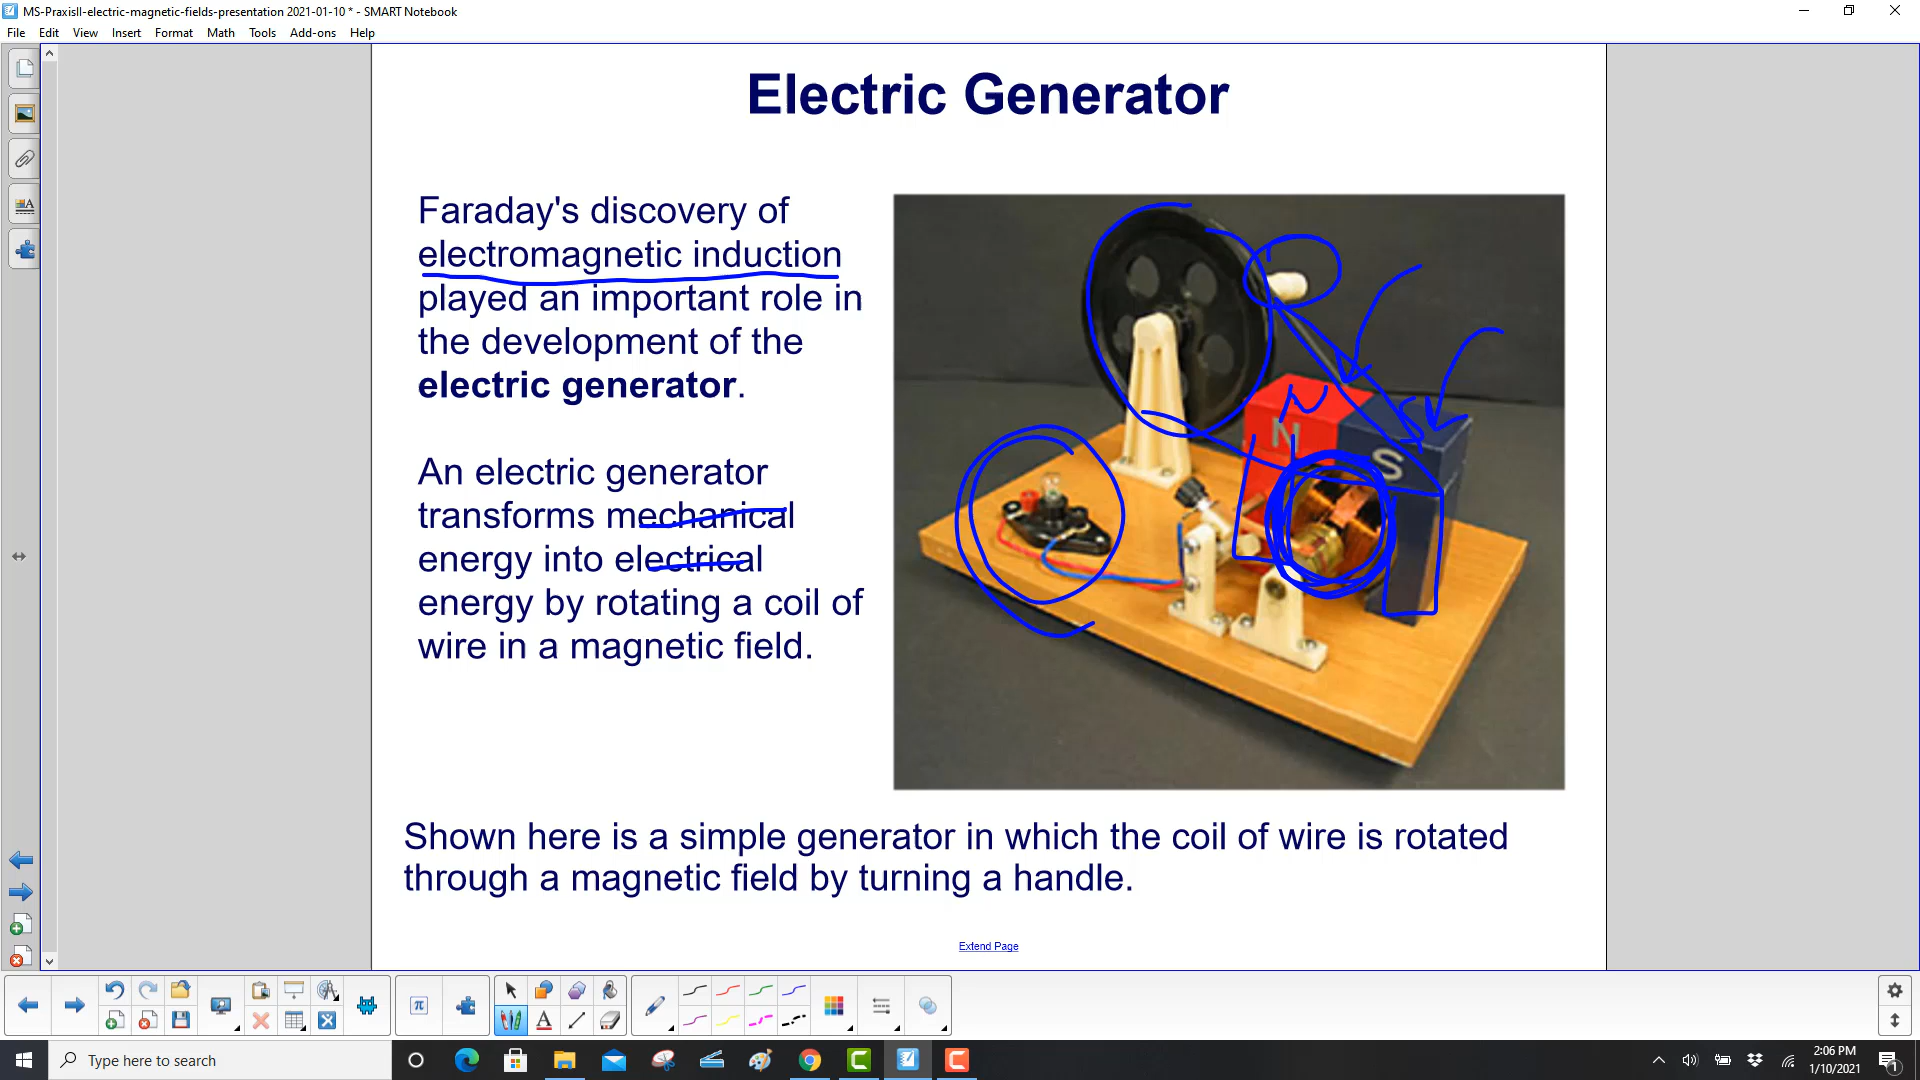 MS-PraxisII-electric-magnetic-fields-presentation 2021-01-10 * - SMART Notebook
File Edit View Insert Format Math Tools Add-ons Help
Electric Generator
Faraday's discovery of
electromagnetic induction
played an important role in
the development of the
electric generator.
An electric generator
transforms mechanical
energy into electrical
energy by rotating a coil of
wire in a magnetic field.
N
S
N
S
Shown here is a simple generator in which the coil of wire is rotated
through a magnetic field by turning a handle.
Extend Page
π
A
Type here to search
2:06 PM
1/10/2021
1